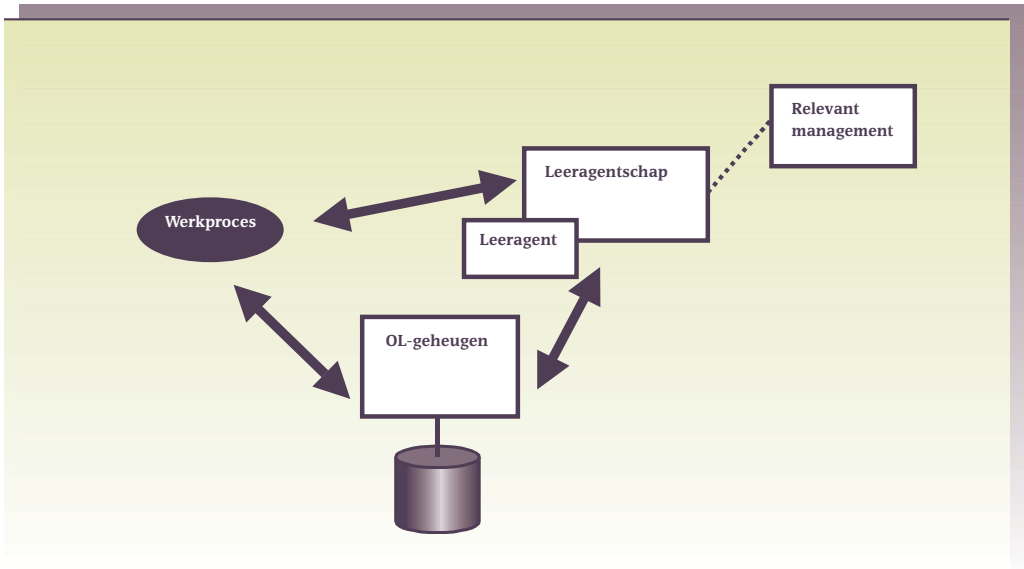 Relevant
management
Leeragentschap
Werkproces
Leeragent
OL-geheugen